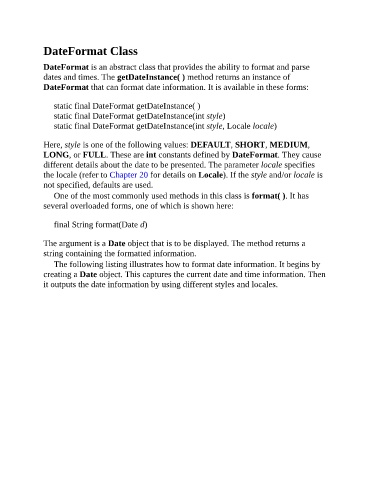 DateFormat Class
DateFormat is an abstract class that provides the ability to format and parse
dates and times. The getDateInstance( ) method returns an instance of
DateFormat that can format date information. It is available in these forms:
static final DateFormat getDateInstance( )
static final DateFormat getDateInstance(int style)
static final DateFormat getDateInstance(int style, Locale locale)
Here, style is one of the following values: DEFAULT, SHORT, MEDIUM,
LONG, or FULL. These are int constants defined by DateFormat. They cause
different details about the date to be presented. The parameter locale specifies
the locale (refer to Chapter 20 for details on Locale). If the style and/or locale is
not specified, defaults are used.
One of the most commonly used methods in this class is format( ). It has
several overloaded forms, one of which is shown here:
final String format(Date d)
The argument is a Date object that is to be displayed. The method returns a
string containing the formatted information.
The following listing illustrates how to format date information. It begins by
creating a Date object. This captures the current date and time information. Then
it outputs the date information by using different styles and locales.